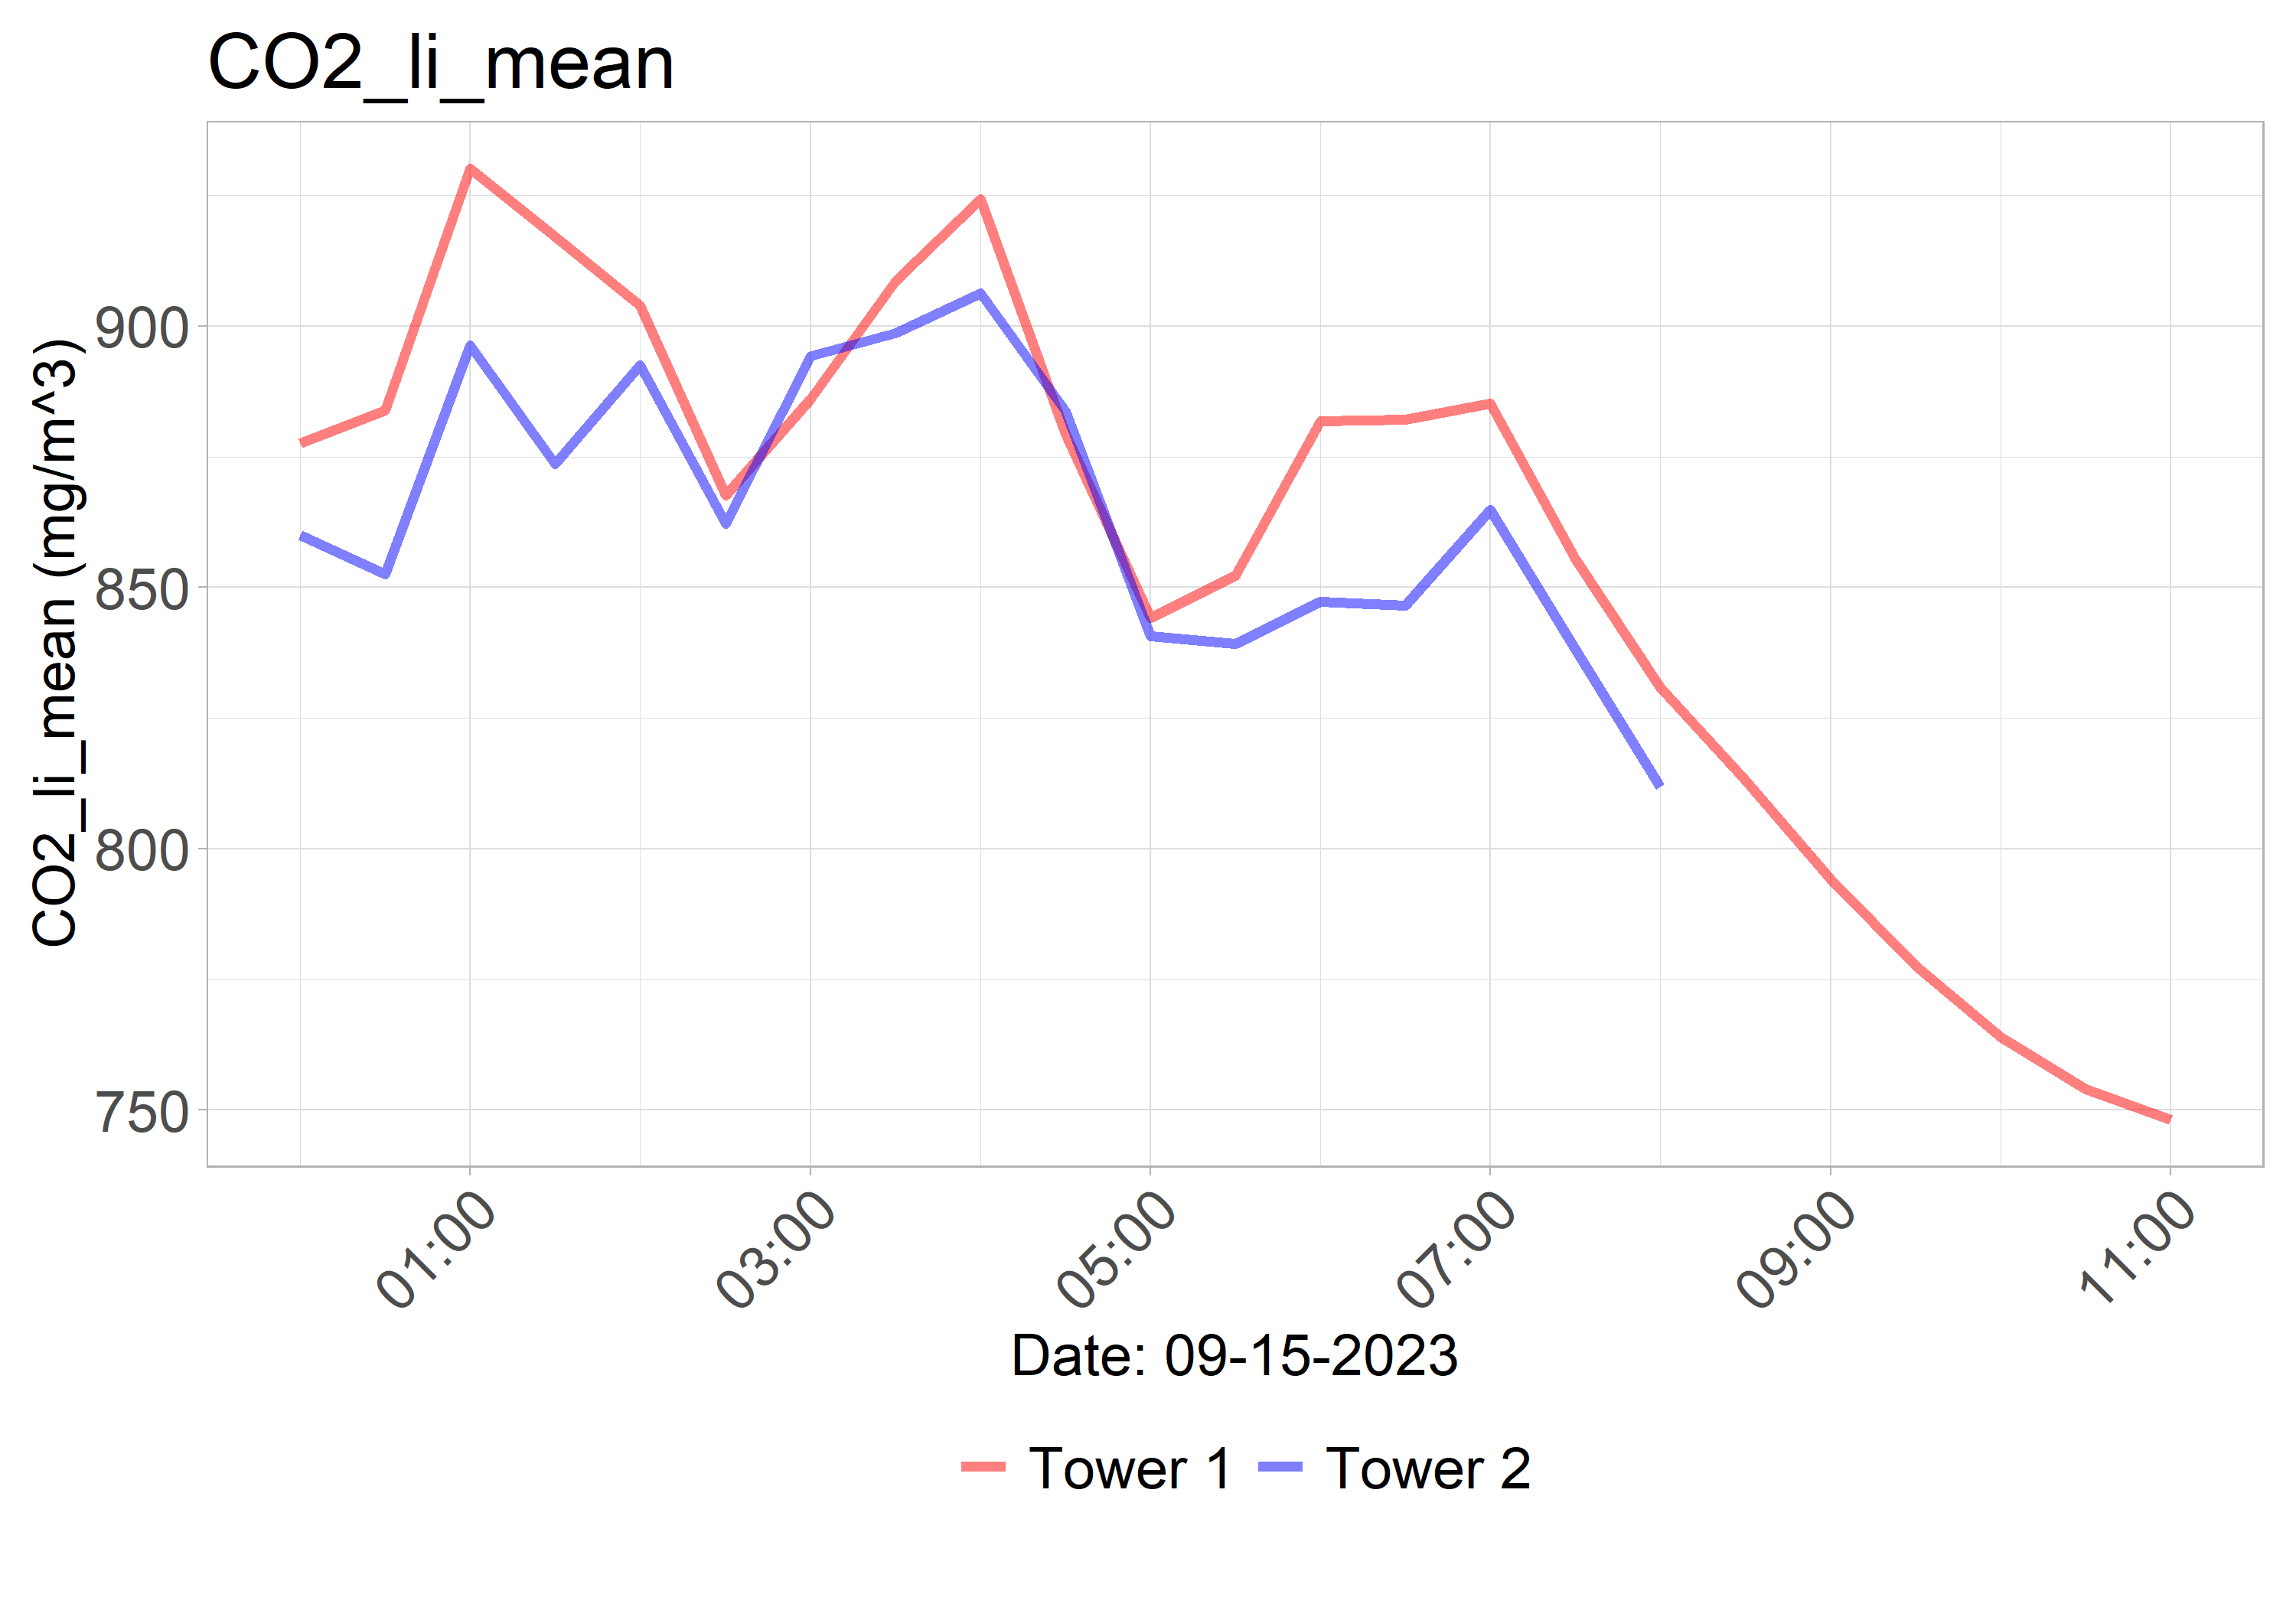 CO2_li_mean
CO2_li_mean (mg/m^3)
900
850
800
750
01:00
03:00
05:00
07:00
09:00
11:00
Date: 09-15-2023
Tower 1
Tower 2